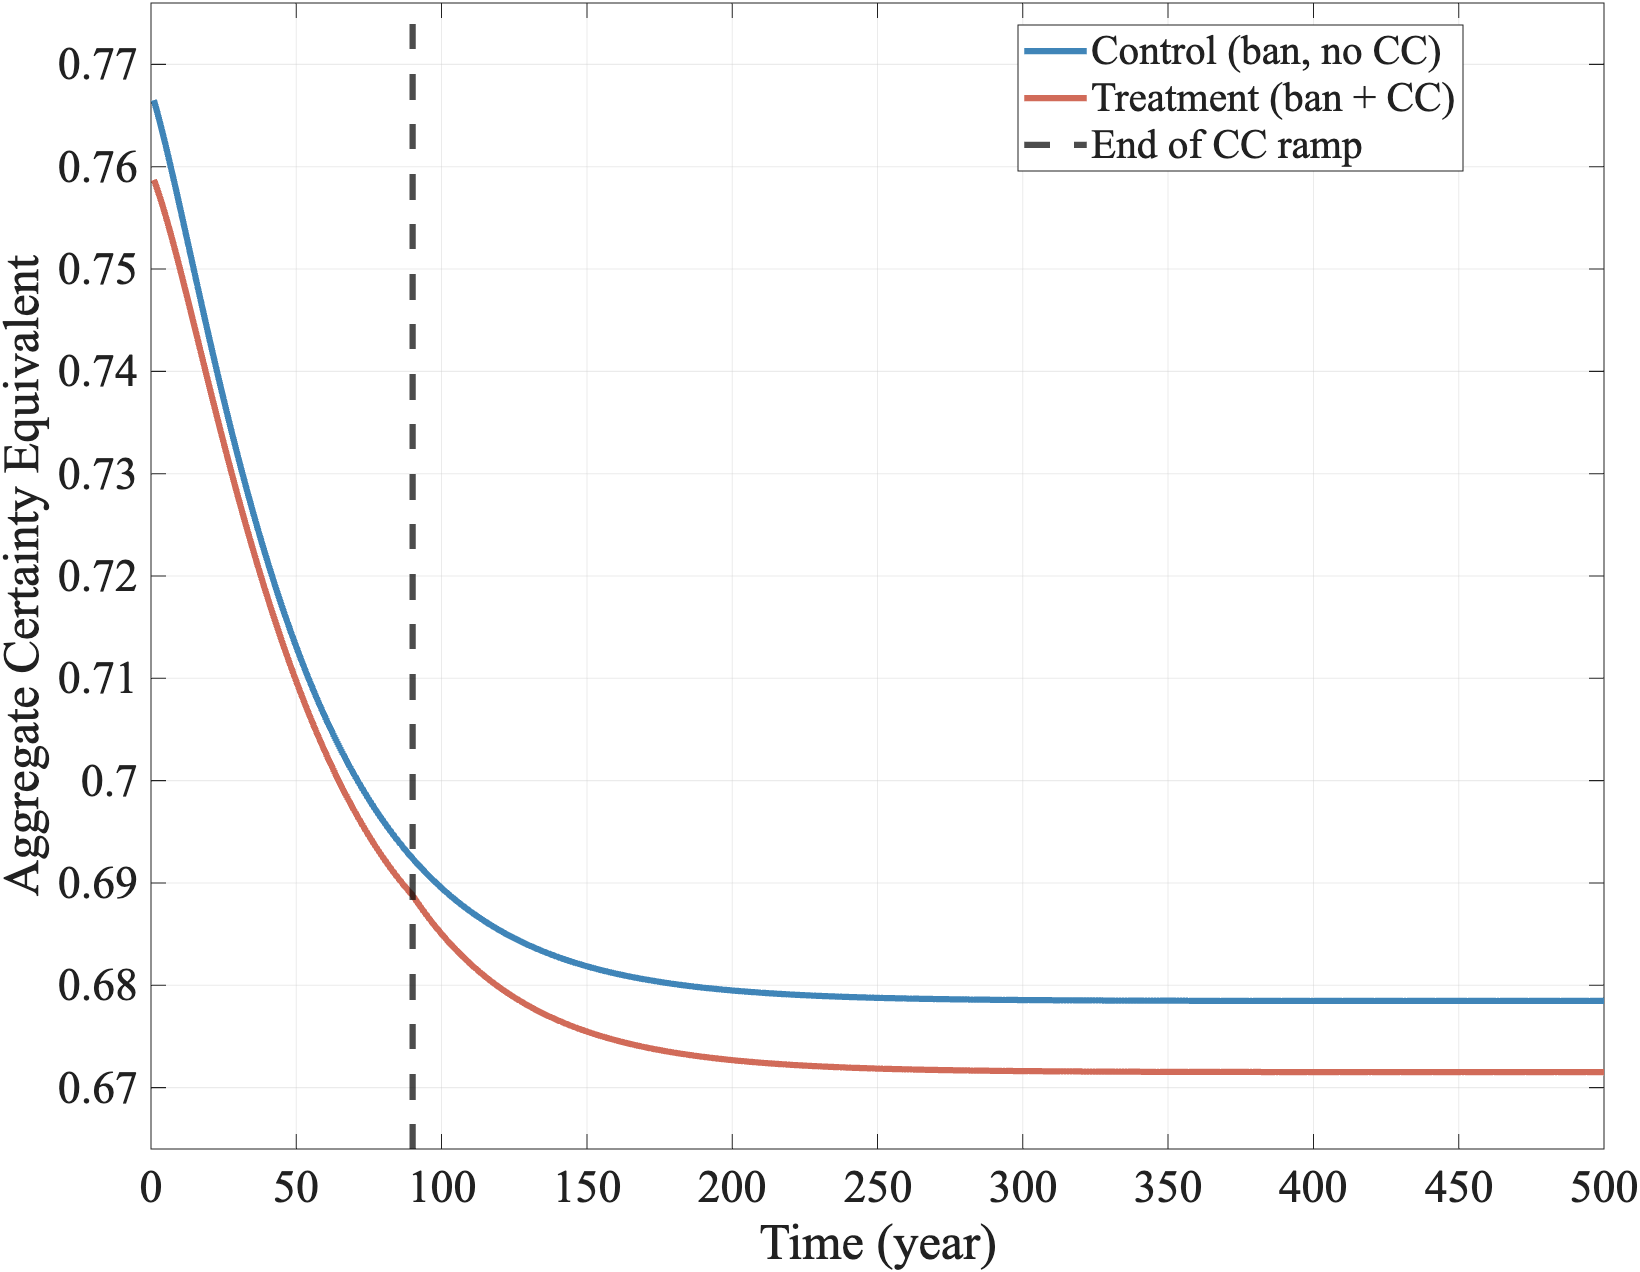 Control (ban, no CC)
Treatment (ban + CC)
End of CC ramp
Aggregate Certainty Equivalent
0.77
0.76
0.75
0.74
0.73
0.72
0.71
0.7
0.69
0.68
0.67
0 50 100 150 200 250 300 350 400 450 500
Time (year)